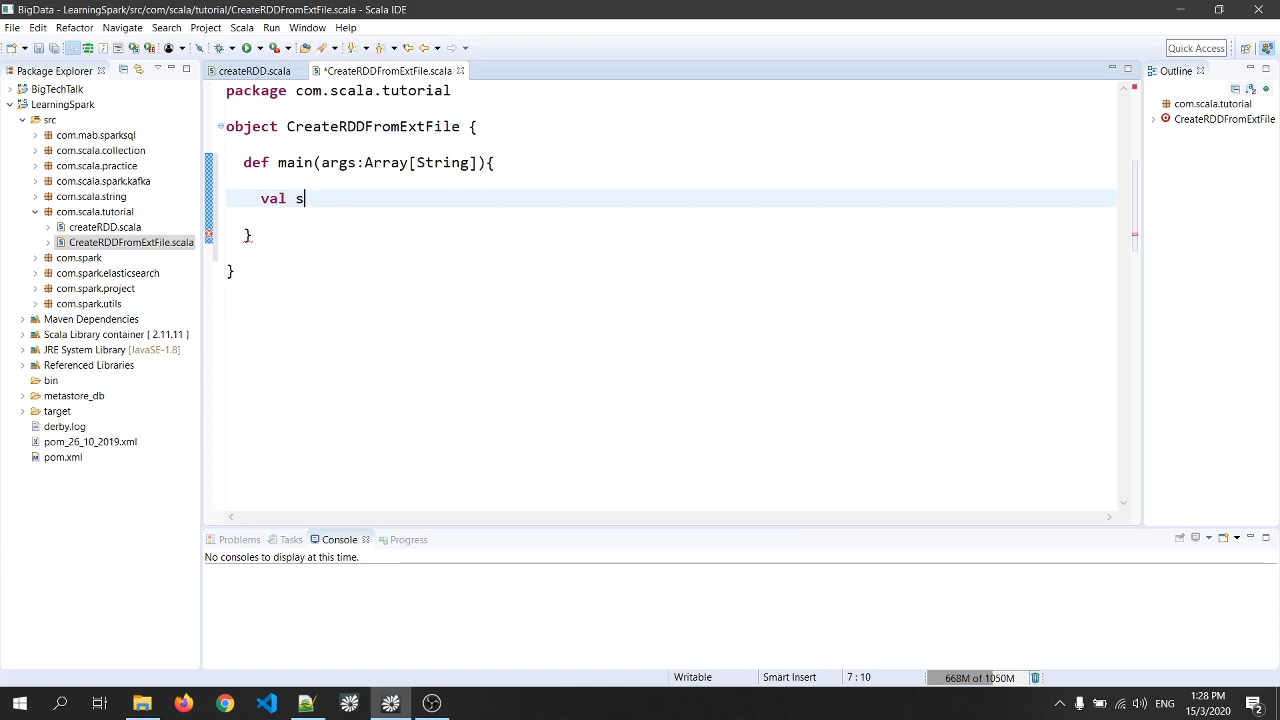 BigData - LearningSpark/src/com/scala/tutorial/CreateRDDFromExtFile.scala - Scala IDE
File Edit Refactor Navigate Search Project Scala Run Window Help
Quick Access
Package Explorer
BigTechTalk
LearningSpark
src
com.mab.sparksql
com.scala.collection
com.scala.practice
com.scala.spark.kafka
com.scala.string
com.scala.tutorial
createRDD.scala
CreateRDDFromExtFile.scala
com.spark
com.spark.elasticsearch
com.spark.project
com.spark.utils
Maven Dependencies
Scala Library container [ 2.11.11 ]
JRE System Library [JavaSE-1.8]
Referenced Libraries
bin
metastore_db
target
derby.log
pom_26_10_2019.xml
pom.xml
createRDD.scala *CreateRDDFromExtFile.scala
package com.scala.tutorial
object CreateRDDFromExtFile {
def main(args:Array[String]){
val s
}
}
Outline
com.scala.tutorial
CreateRDDFromExtFile
Problems Tasks Console Progress
No consoles to display at this time.
Writable Smart Insert 7 : 10 668M of 1050M
ENG 1:28 PM
15/3/2020 2